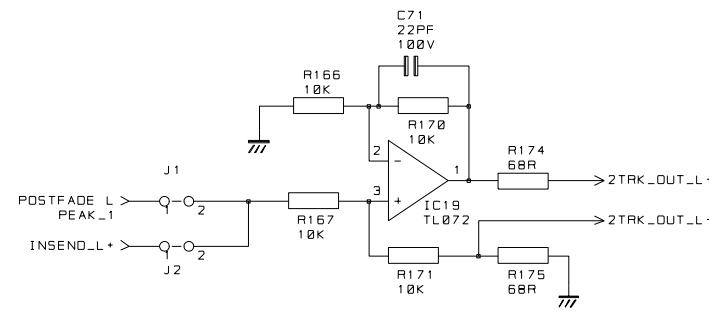 C71
22PF
100V
R166
10K
R170
10K
2
3
1
R174
68R
J1
2TRK_OUT_L
POSTFADE L
PEAK_1
1
2
R167
10K
IC19
TL072
2TRK_OUT_L-
INSEND_L+
1
2
J2
R171
10K
R175
68R